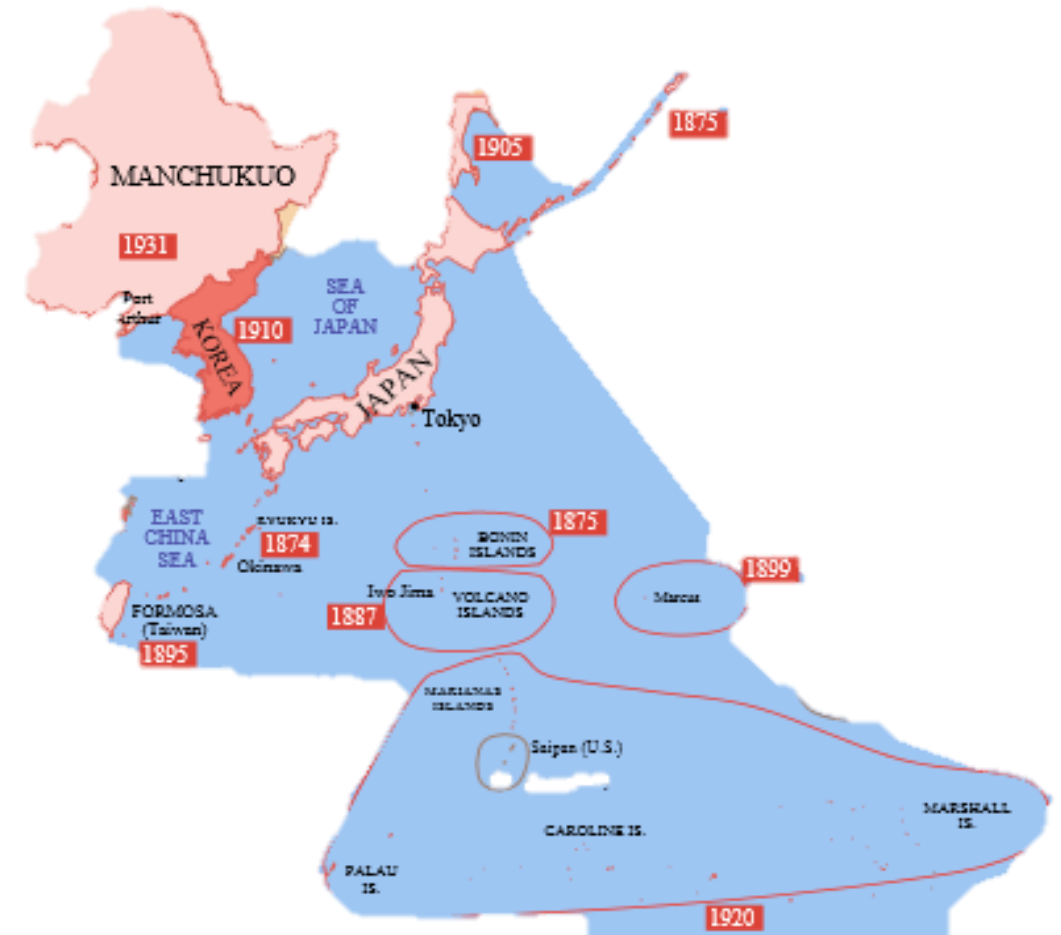 1875
1905
MANCHUKUO
1931
Port
Arthur
KOREA
1910
SEA
OF
JAPAN
JAPAN
Tokyo
EAST
CHINA
SEA
RYUKYU IS.
1874
Okinawa
BONIN
ISLANDS
1875
Iwo Jima
VOLCANO
ISLANDS
1887
Marcus
1899
FORMOSA
(Taiwan)
1895
MARIANAS
ISLANDS
Saipan (U.S.)
CAROLINE IS.
MARSHALL
IS.
PALAU
IS.
1920